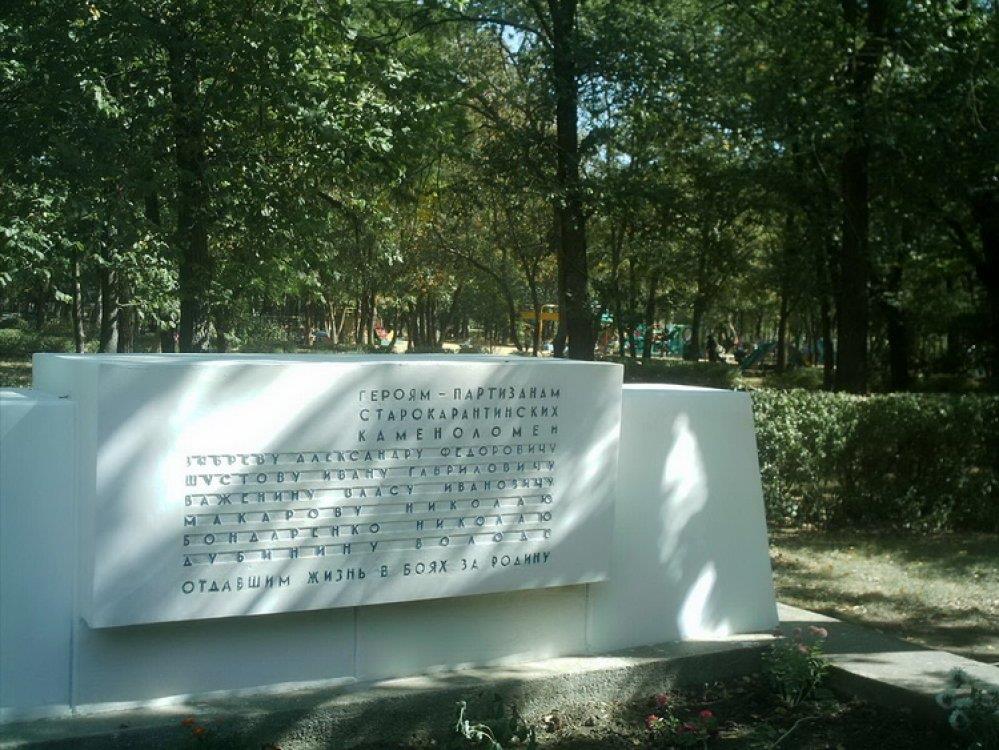 ГЕРОЯМ – ПАРТИЗАНАМ
СТАРОКАРАНТИНСКИХ
КАМЕНОЛОМЕН
ЗЯБРЕВУ АЛЕКСАНДРУ ФЕДОРОВИЧУ
ШУСТОВУ ИВАНУ ГАВРИЛОВИЧУ
ВАЖЕНИНУ ВЛАСУ ИВАНОВИЧУ
МАКАРОВУ НИКОЛАЮ
БОНДАРЕНКО НИКОЛАЮ
ДУБИНИНУ ВОЛОДЕ
ОТДАВШИМ ЖИЗНЬ В БОЯХ ЗА РОДИНУ